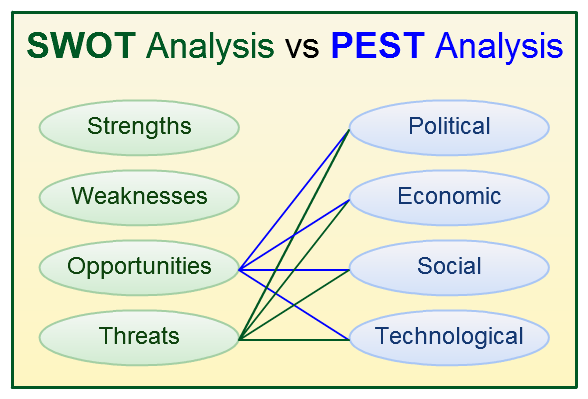 SWOT Analysis vs PEST Analysis
Strengths
Weaknesses
Opportunities
Threats
Political
Economic
Social
Technological